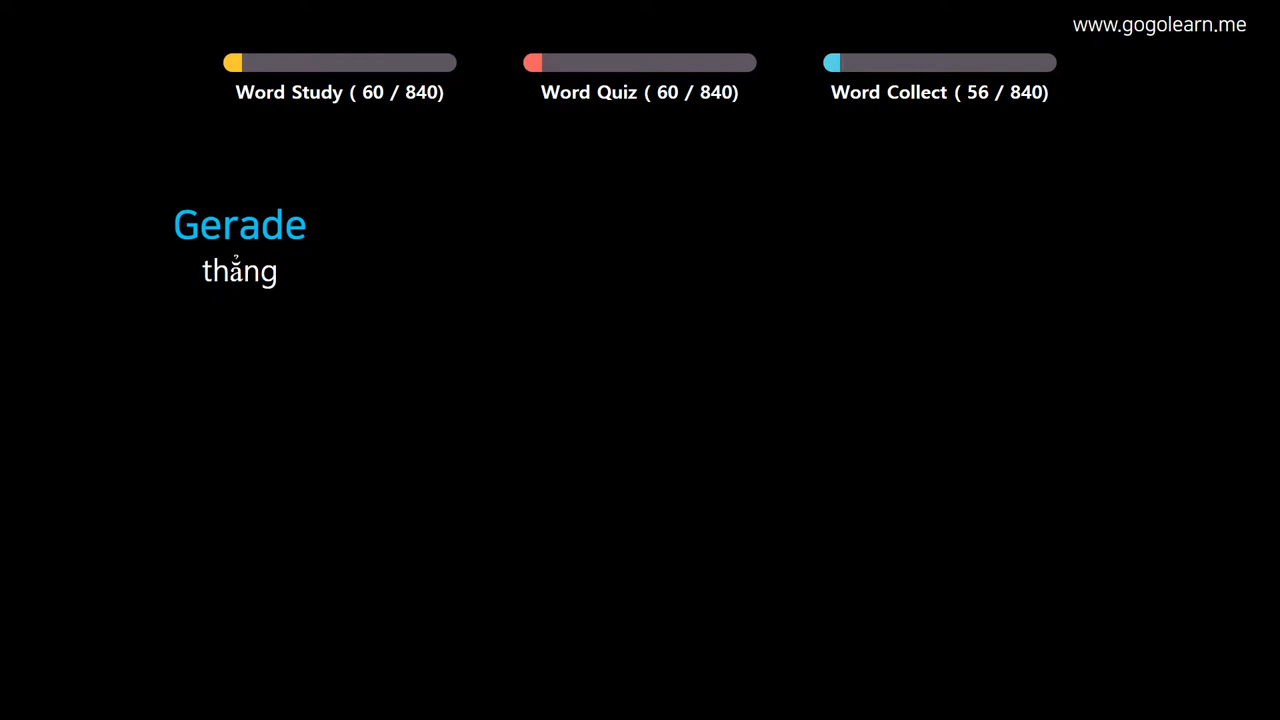 www.gogolearn.me
Word Study ( 60 / 840)
Word Quiz ( 60 / 840)
Word Collect ( 56 / 840)
Gerade
thẳng